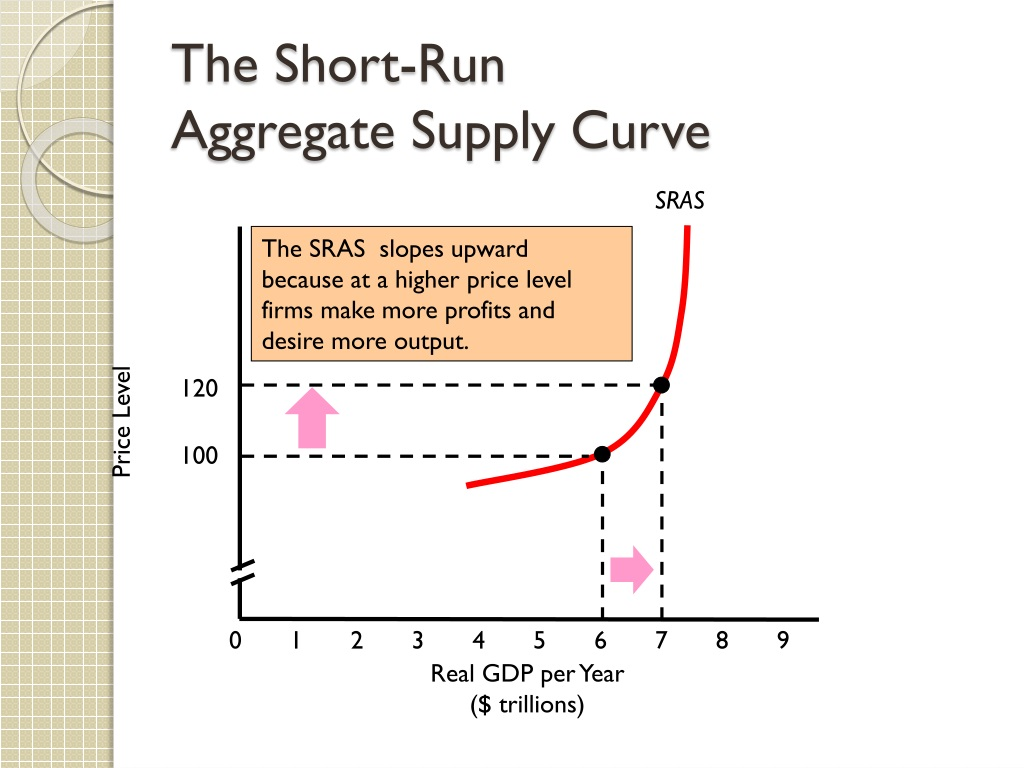 The Short-Run
Aggregate Supply Curve
SRAS
The SRAS  slopes upward
because at a higher price level
firms make more profits and
desire more output.
Price Level
120
100
0 1 2 3 4 5 6 7 8 9
Real GDP per Year
($ trillions)